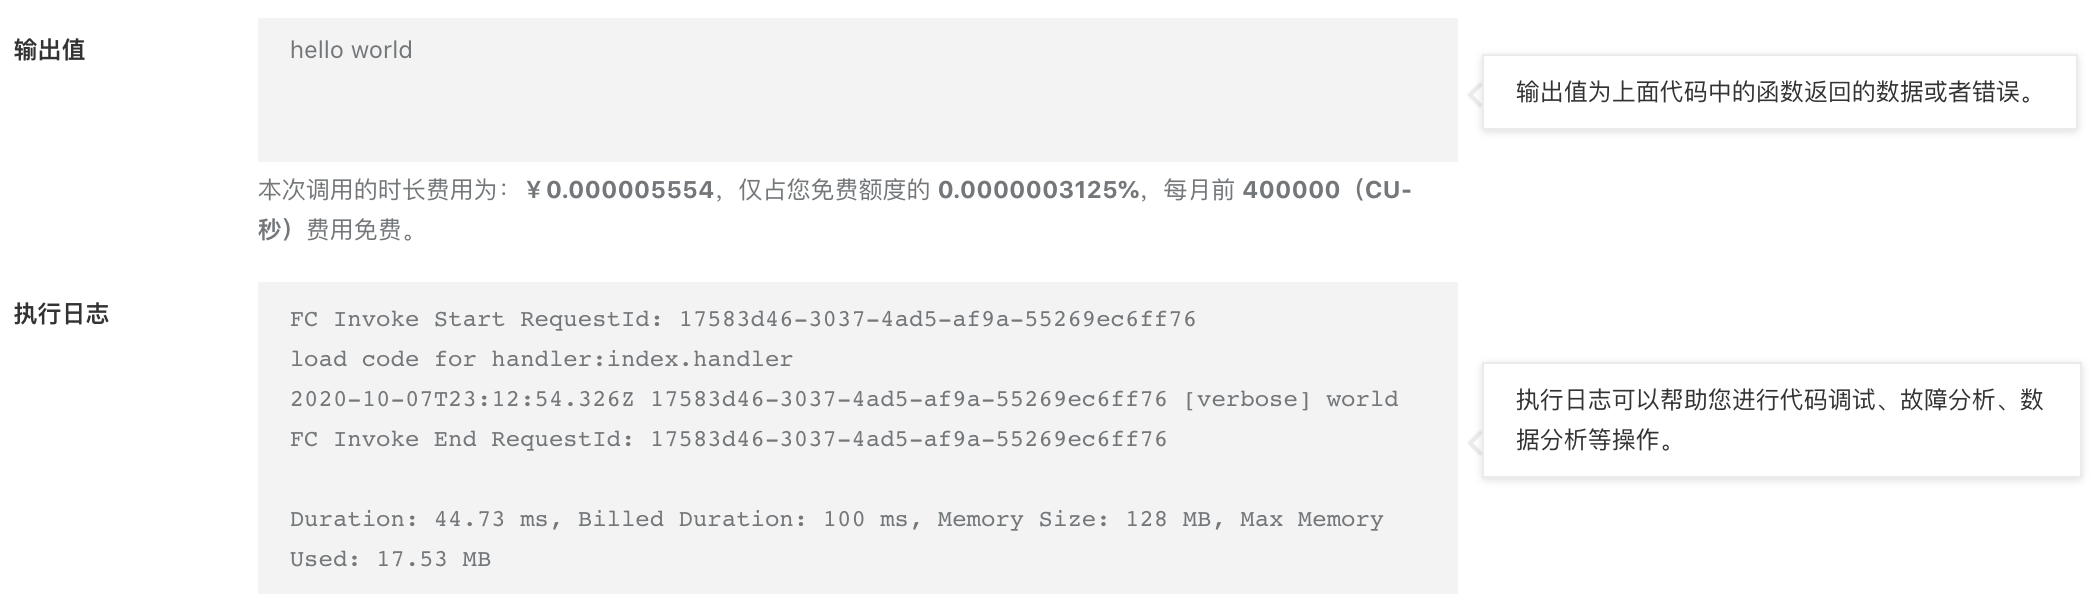 输出值
hello world
输出值为上面代码中的函数返回的数据或者错误。
本次调用的时长费用为：￥0.000005554，仅占您免费额度的 0.0000003125%，每月前 400000（CU-
秒）费用免费。
执行日志
FC Invoke Start RequestId: 17583d46-3037-4ad5-af9a-55269ec6ff76
load code for handler:index.handler
2020-10-07T23:12:54.326Z 17583d46-3037-4ad5-af9a-55269ec6ff76 [verbose] world
FC Invoke End RequestId: 17583d46-3037-4ad5-af9a-55269ec6ff76
Duration: 44.73 ms, Billed Duration: 100 ms, Memory Size: 128 MB, Max Memory
Used: 17.53 MB
执行日志可以帮助您进行代码调试、故障分析、数
据分析等操作。